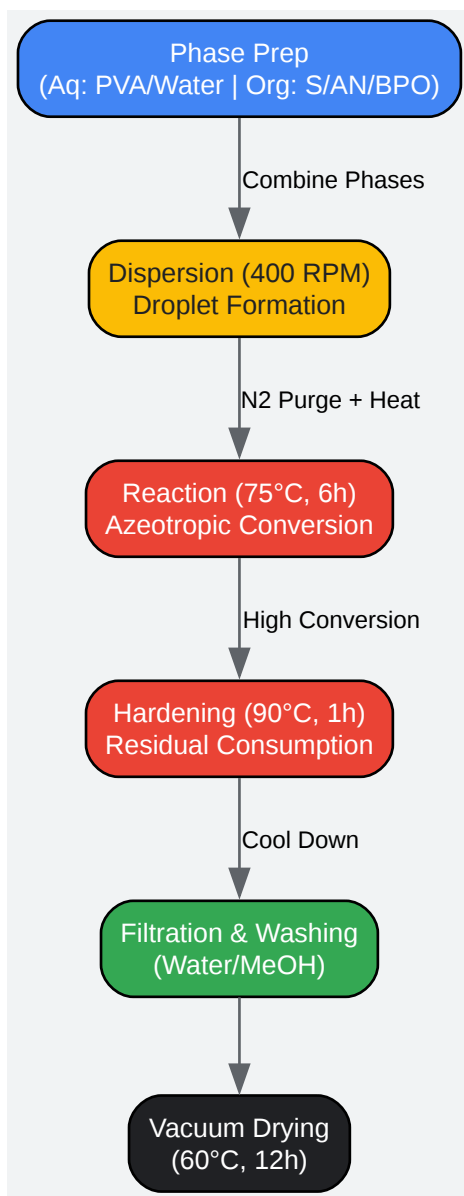 Phase Prep
(Aq: PVA/Water | Org: S/AN/BPO)
Combine Phases
Dispersion (400 RPM)
Droplet Formation
N2 Purge + Heat
Reaction (75°C, 6h)
Azeotropic Conversion
High Conversion
Hardening (90°C, 1h)
Residual Consumption
Cool Down
Filtration & Washing
(Water/MeOH)
Vacuum Drying
(60°C, 12h)